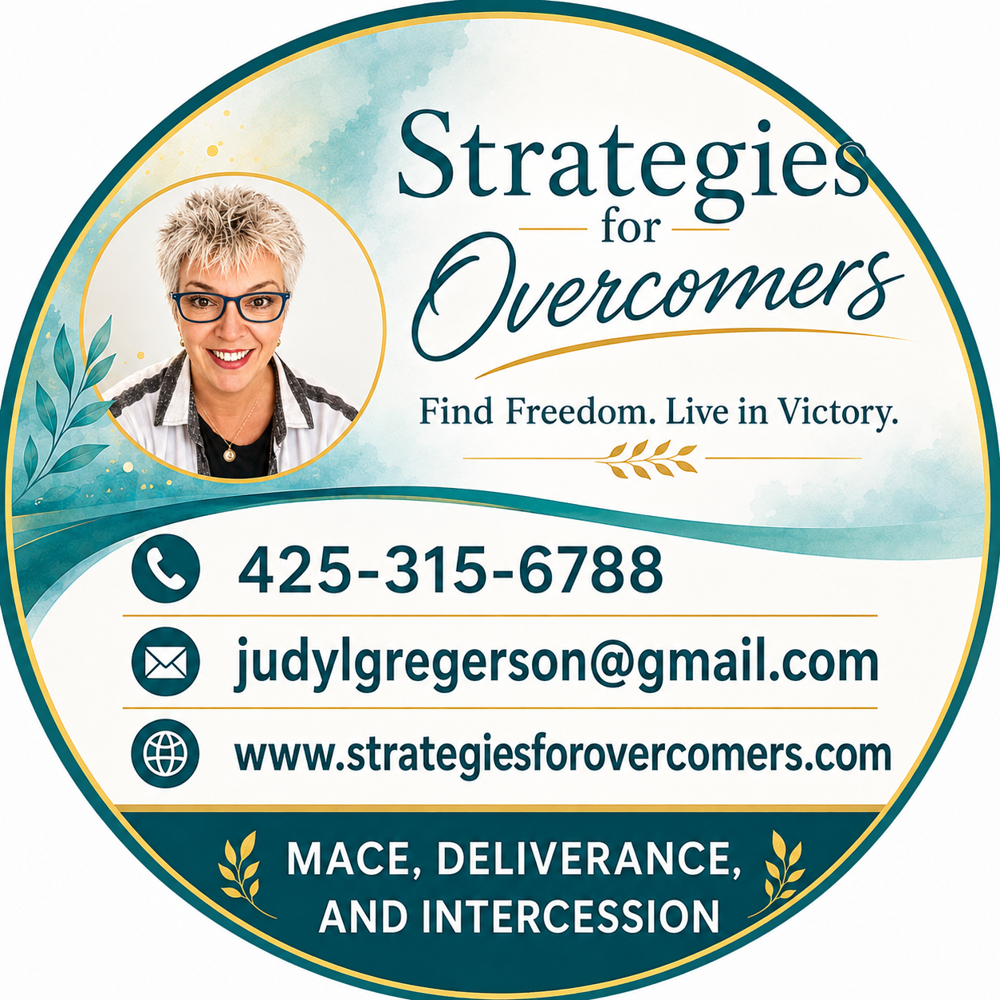 Strategies
for
Overcomers
Find Freedom. Live in Victory.
425-315-6788
judylgregerson@gmail.com
www.strategiesforovercomers.com
MACE, DELIVERANCE,
AND INTERCESSION